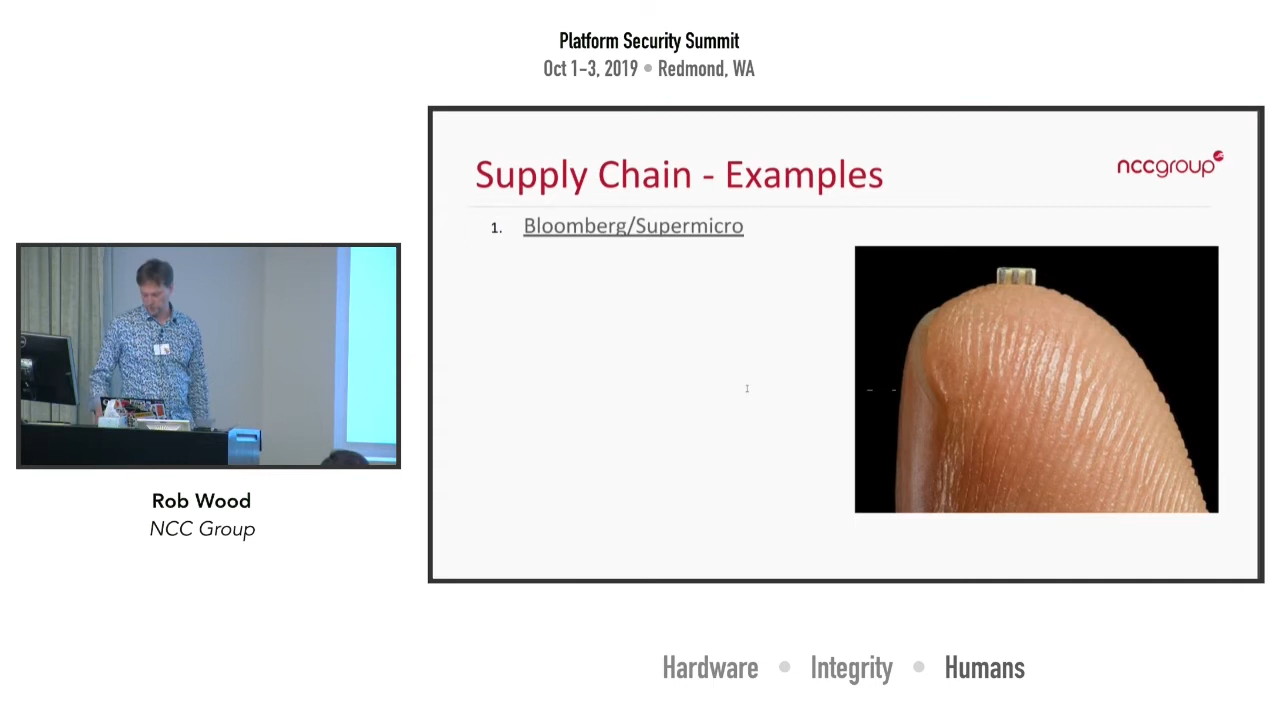 Platform Security Summit
Oct 1-3, 2019 • Redmond, WA
Supply Chain - Examples
nccgroup
1. Bloomberg/Supermicro
Rob Wood
NCC Group
Hardware • Integrity • Humans